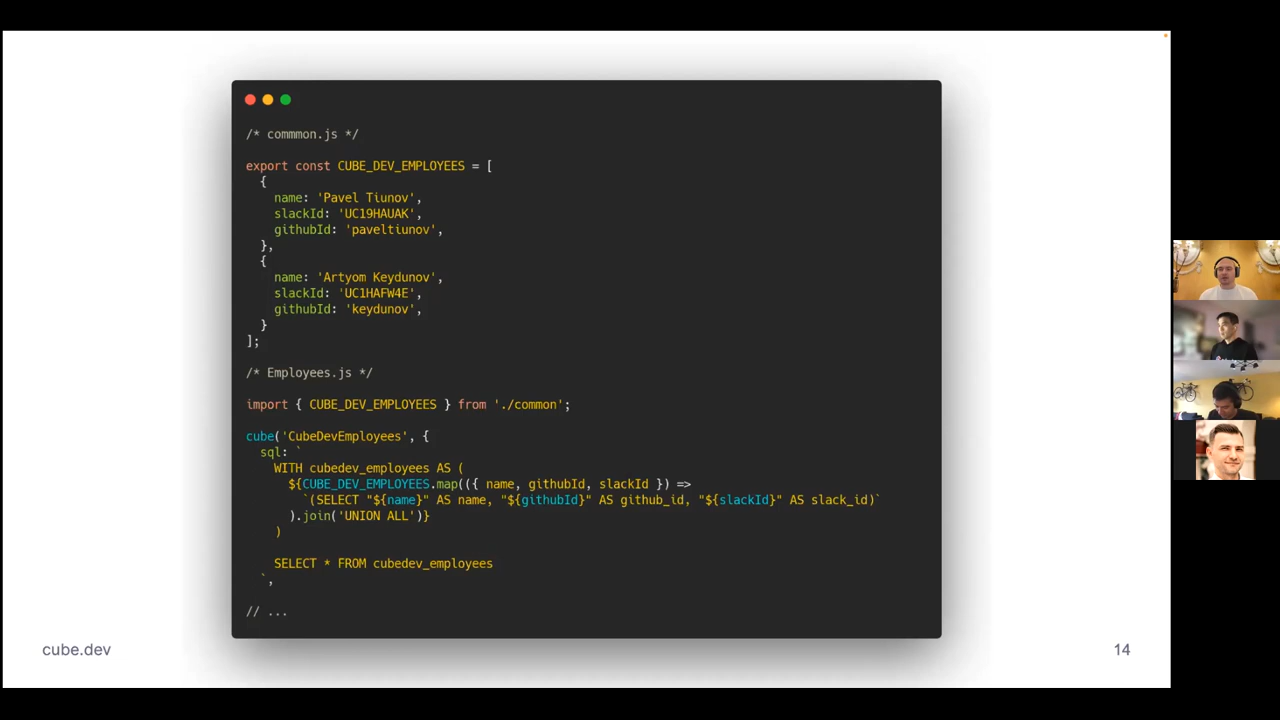 /* commmon.js */
export const CUBE_DEV_EMPLOYEES = [
{
name: 'Pavel Tiunov',
slackId: 'UC19HAUAK',
githubId: 'paveltiunov',
},
{
name: 'Artyom Keydunov',
slackId: 'UC1HAFW4E',
githubId: 'keydunov',
}
];
/* Employees.js */
import { CUBE_DEV_EMPLOYEES } from './common';
cube('CubeDevEmployees', {
sql: `
WITH cubedev_employees AS (
${CUBE_DEV_EMPLOYEES.map(({ name, githubId, slackId }) =>
`(SELECT "${name}" AS name, "${githubId}" AS github_id, "${slackId}" AS slack_id)`
).join('UNION ALL')}
)
SELECT * FROM cubedev_employees
`,
// ...
cube.dev
14